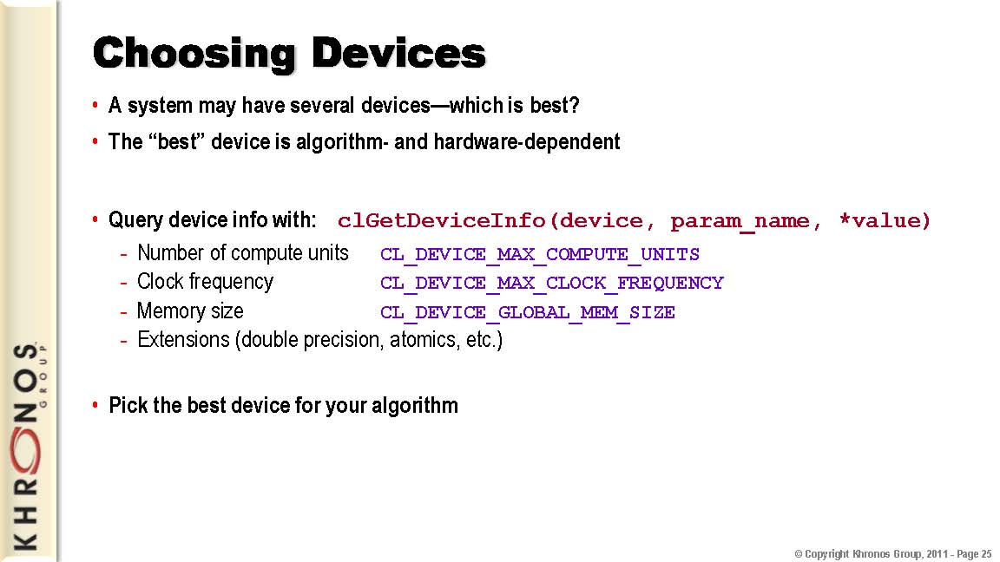 Choosing Devices
• A system may have several devices—which is best?
• The “best” device is algorithm- and hardware-dependent
• Query device info with: clGetDeviceInfo(device, param_name, *value)
- Number of compute units CL_DEVICE_MAX_COMPUTE_UNITS
- Clock frequency CL_DEVICE_MAX_CLOCK_FREQUENCY
- Memory size CL_DEVICE_GLOBAL_MEM_SIZE
- Extensions (double precision, atomics, etc.)
• Pick the best device for your algorithm
KHRONOS
GROUP
© Copyright Khronos Group, 2011 - Page 25